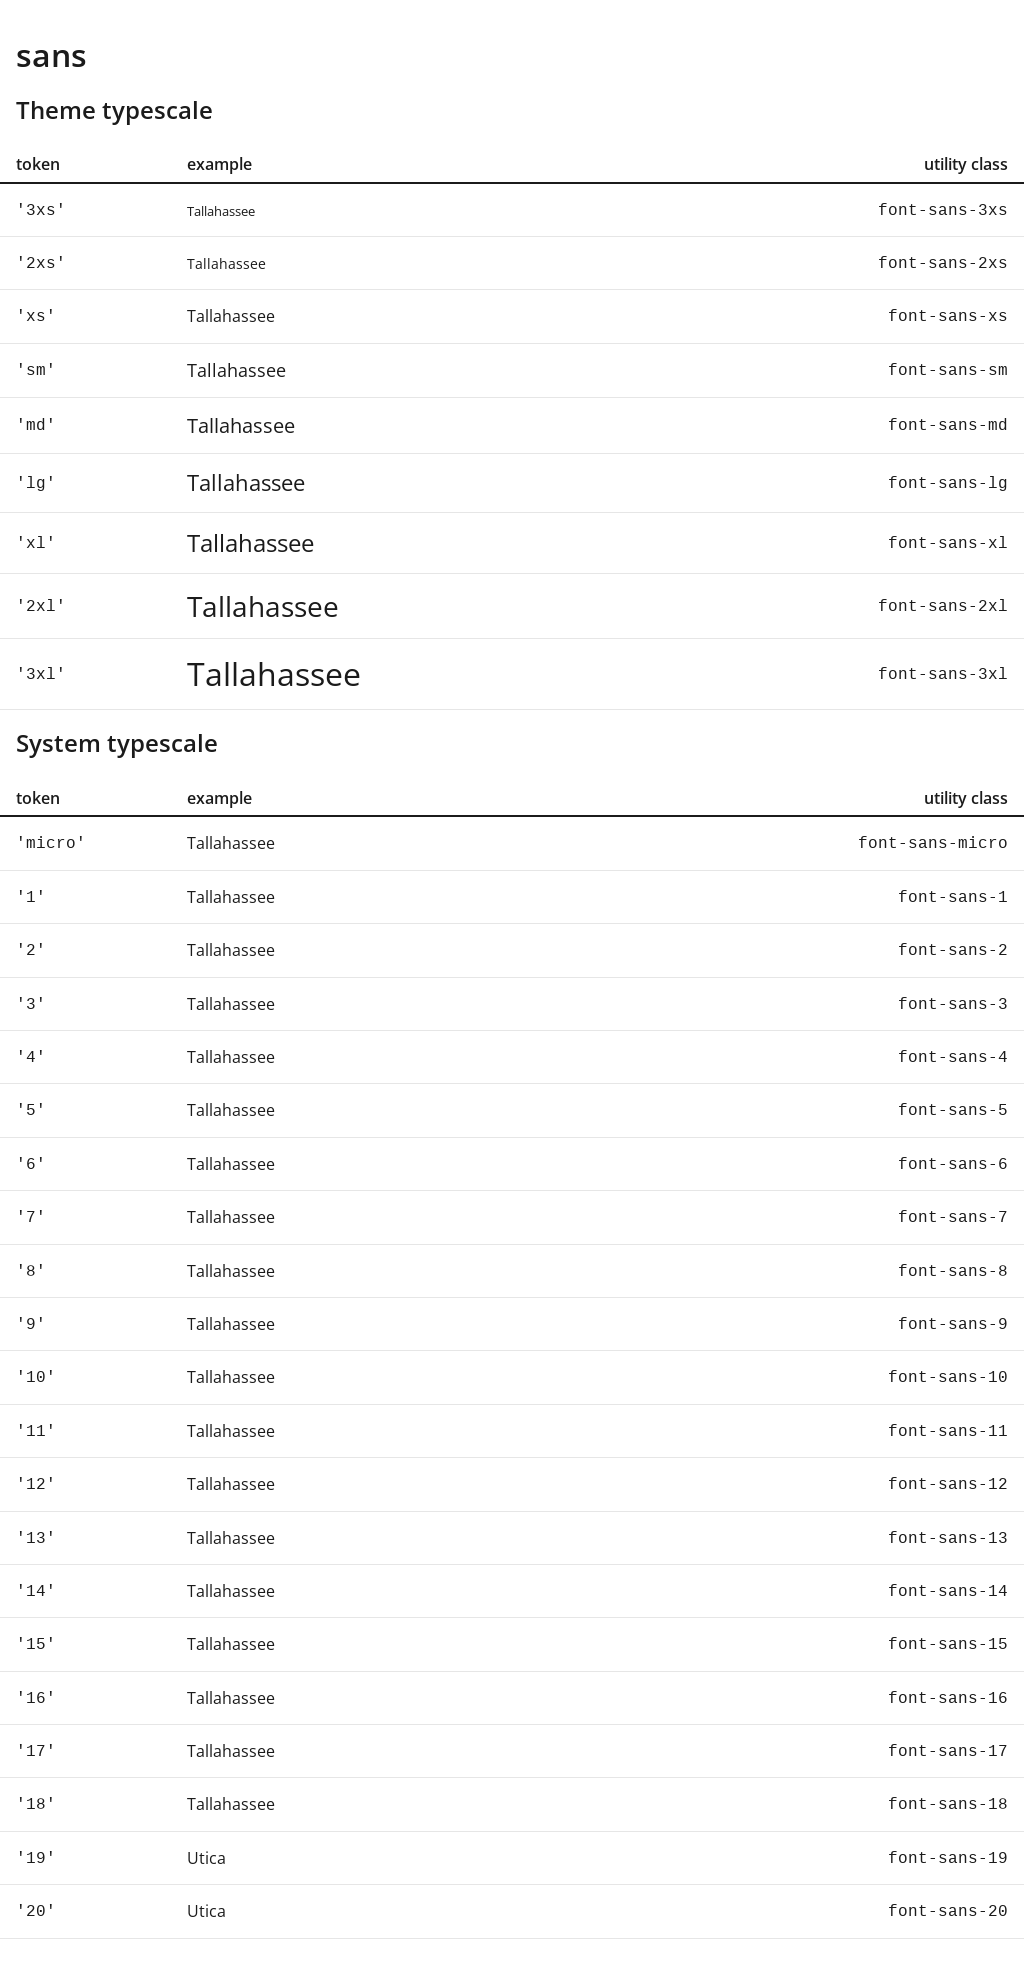 sans
Theme typescale
token example utility class
'3xs' Tallahassee font-sans-3xs
'2xs' Tallahassee font-sans-2xs
'xs' Tallahassee font-sans-xs
'sm' Tallahassee font-sans-sm
'md' Tallahassee font-sans-md
'lg' Tallahassee font-sans-lg
'xl' Tallahassee font-sans-xl
'2xl' Tallahassee font-sans-2xl
'3xl' Tallahassee font-sans-3xl
System typescale
token example utility class
'micro' Tallahassee font-sans-micro
'1' Tallahassee font-sans-1
'2' Tallahassee font-sans-2
'3' Tallahassee font-sans-3
'4' Tallahassee font-sans-4
'5' Tallahassee font-sans-5
'6' Tallahassee font-sans-6
'7' Tallahassee font-sans-7
'8' Tallahassee font-sans-8
'9' Tallahassee font-sans-9
'10' Tallahassee font-sans-10
'11' Tallahassee font-sans-11
'12' Tallahassee font-sans-12
'13' Tallahassee font-sans-13
'14' Tallahassee font-sans-14
'15' Tallahassee font-sans-15
'16' Tallahassee font-sans-16
'17' Tallahassee font-sans-17
'18' Tallahassee font-sans-18
'19' Utica font-sans-19
'20' Utica font-sans-20